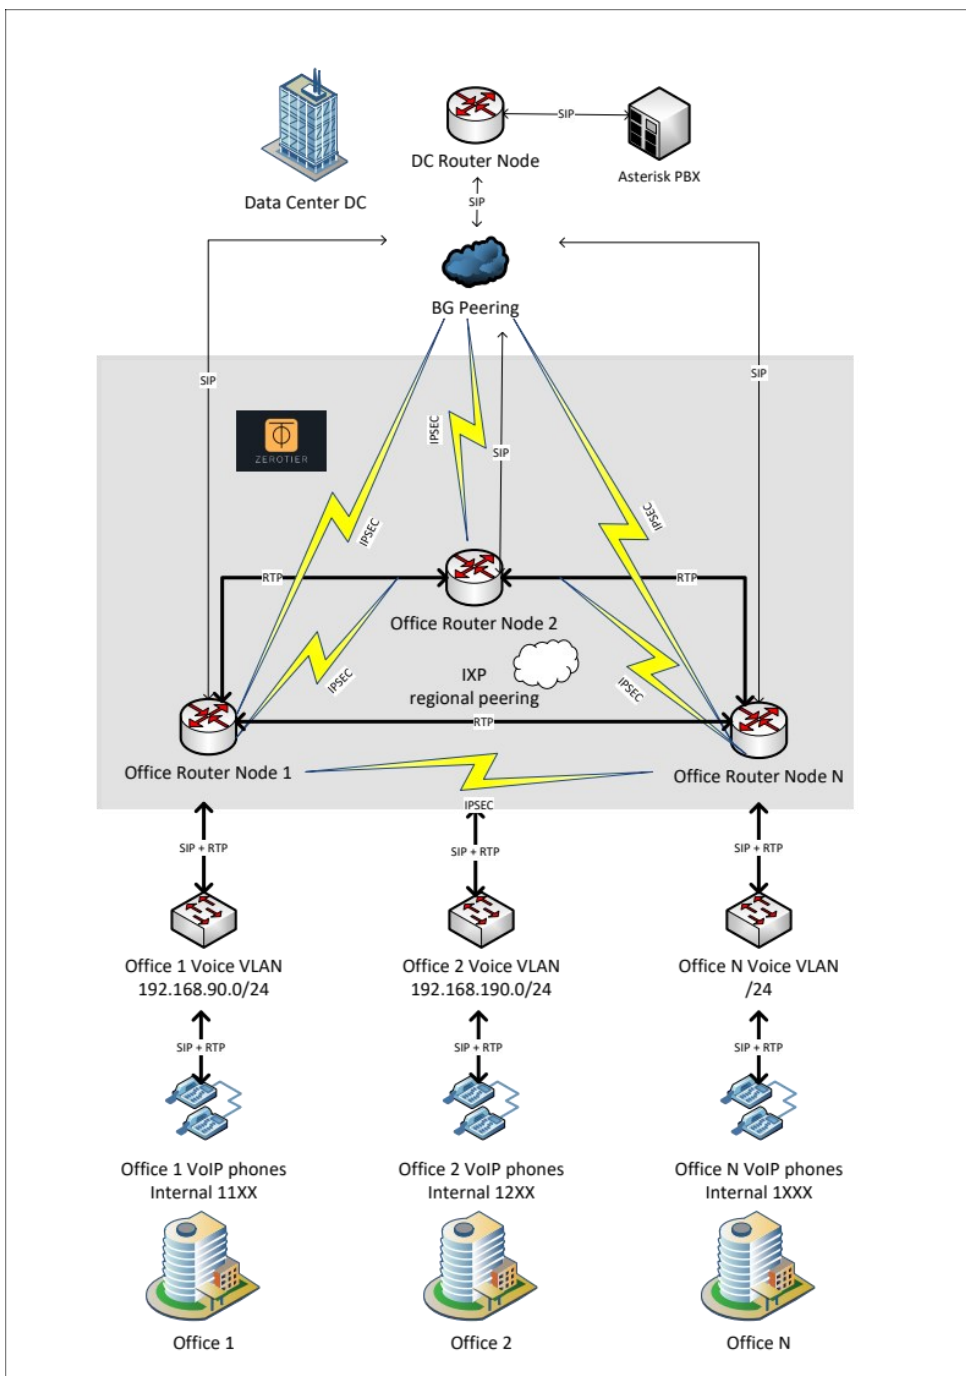 SIP
DC Router Node
Asterisk PBX
Data Center DC
SIP
BG Peering
SIP
SIP
IPSEC
SIP
ZEROTIER
IPSEC
IPSEC
RTP
RTP
Office Router Node 2
IPSEC
IPSEC
IXP
regional peering
RTP
Office Router Node 1
Office Router Node N
IPSEC
SIP + RTP
SIP + RTP
SIP + RTP
Office 1 Voice VLAN
192.168.90.0/24
Office 2 Voice VLAN
192.168.190.0/24
Office N Voice VLAN
/24
SIP + RTP
SIP + RTP
SIP + RTP
Office 1 VoIP phones
Internal 11XX
Office 2 VoIP phones
Internal 12XX
Office N VoIP phones
Internal 1XXX
Office 1
Office 2
Office N